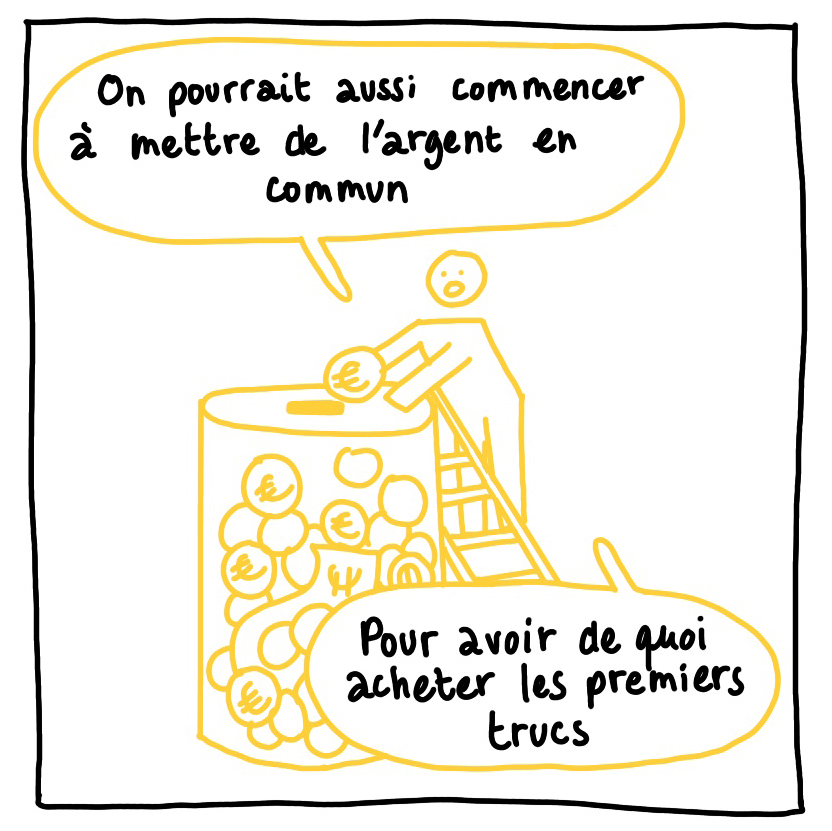 On pourrait aussi commencer
à mettre de l'argent en
commun
€
€
€
€
€
Pour avoir de quoi
acheter les premiers
trucs